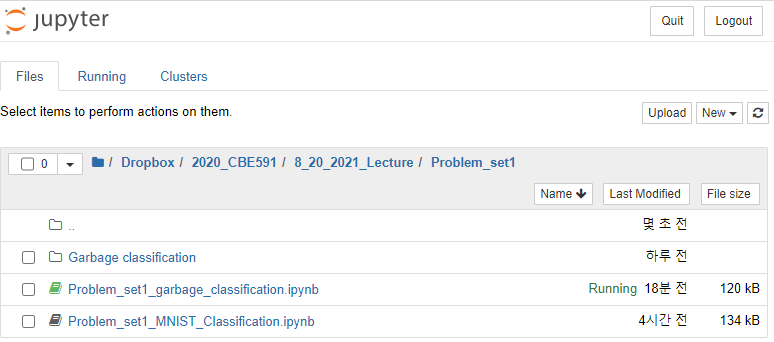 jupyter Quit Logout
Files Running Clusters
Select items to perform actions on them. Upload New
0 / Dropbox / 2020_CBE591 / 8_20_2021_Lecture / Problem_set1
Name Last Modified File size
.. 몇 초 전
Garbage classification 하루 전
Problem_set1_garbage_classification.ipynb Running 18분 전 120 kB
Problem_set1_MNIST_Classification.ipynb 4시간 전 134 kB